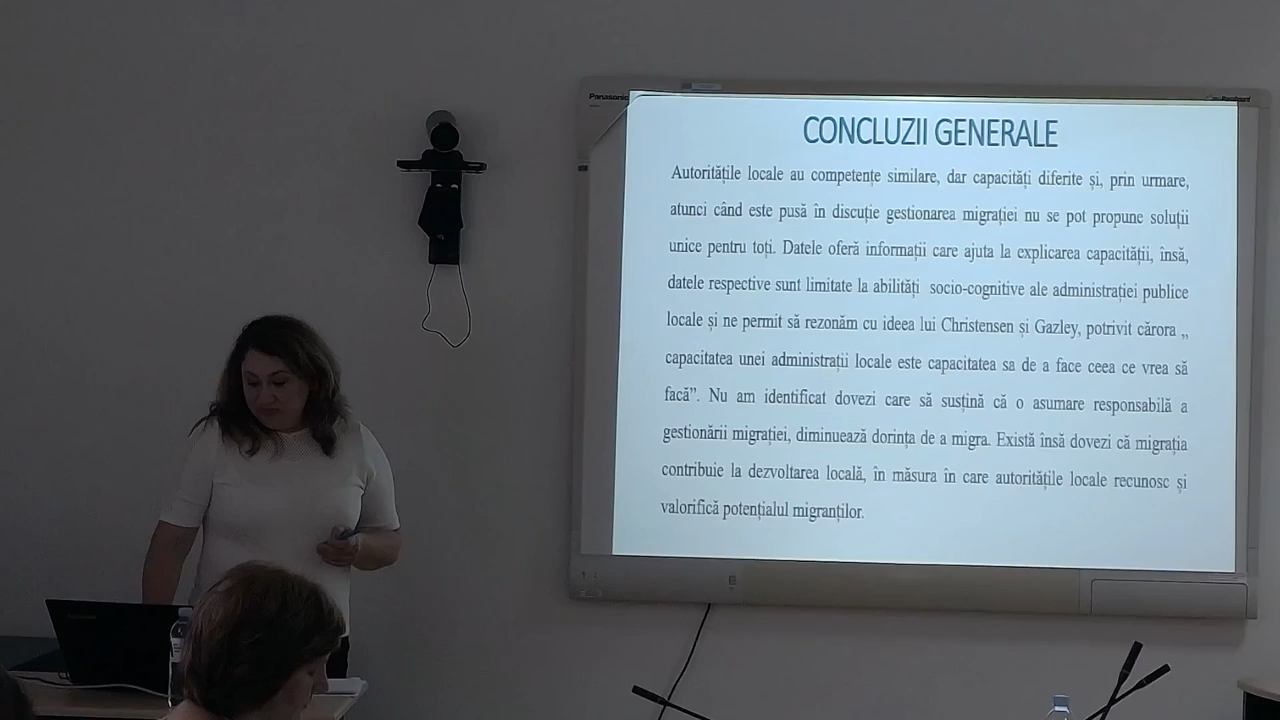 Panasonic
CONCLUZII GENERALE
Autoritățile locale au competențe similare, dar capacități diferite și, prin urmare,
atunci când este pusă în discuție gestionarea migrației nu se pot propune soluții
unice pentru toți. Datele oferă informații care ajuta la explicarea capacității, însă,
datele respective sunt limitate la abilități socio-cognitive ale administrației publice
locale și ne permit să rezonăm cu ideea lui Christensen și Gazley, potrivit cărora „
capacitatea unei administrații locale este capacitatea sa de a face ceea ce vrea să
facă”. Nu am identificat dovezi care să susțină că o asumare responsabilă a
gestionării migrației, diminuează dorința de a migra. Există însă dovezi că migrația
contribuie la dezvoltarea locală, în măsura în care autoritățile locale recunosc și
valorifică potențialul migranților.